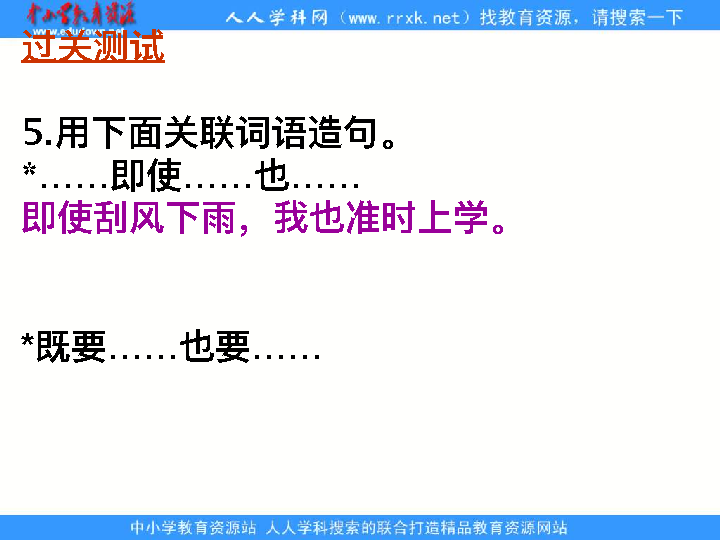 中小学教育资源
www.edudown.net
人人学科网（www.rrxk.net）找教育资源，请搜索一下
过关测试
5.用下面关联词语造句。
*……即使……也……
即使刮风下雨，我也准时上学。
*既要……也要……
中小学教育资源站 人人学科搜索的联合打造精品教育资源网站